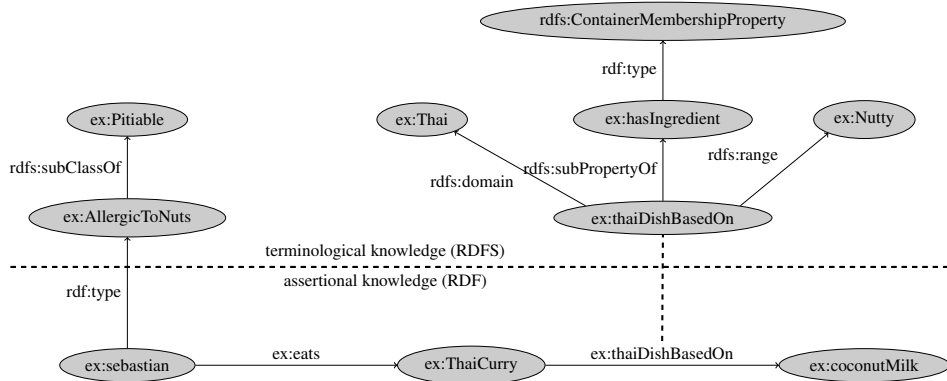 rdfs:ContainerMembershipProperty
rdf:type
ex:Pitiable
ex:Thai
ex:hasIngredient
ex:Nutty
rdfs:subClassOf
rdfs:domain
rdfs:subPropertyOf
rdfs:range
ex:AllergicToNuts
ex:thaiDishBasedOn
terminological knowledge (RDFS)
assertional knowledge (RDF)
rdf:type
ex:sebastian
ex:eats
ex:ThaiCurry
ex:thaiDishBasedOn
ex:coconutMilk